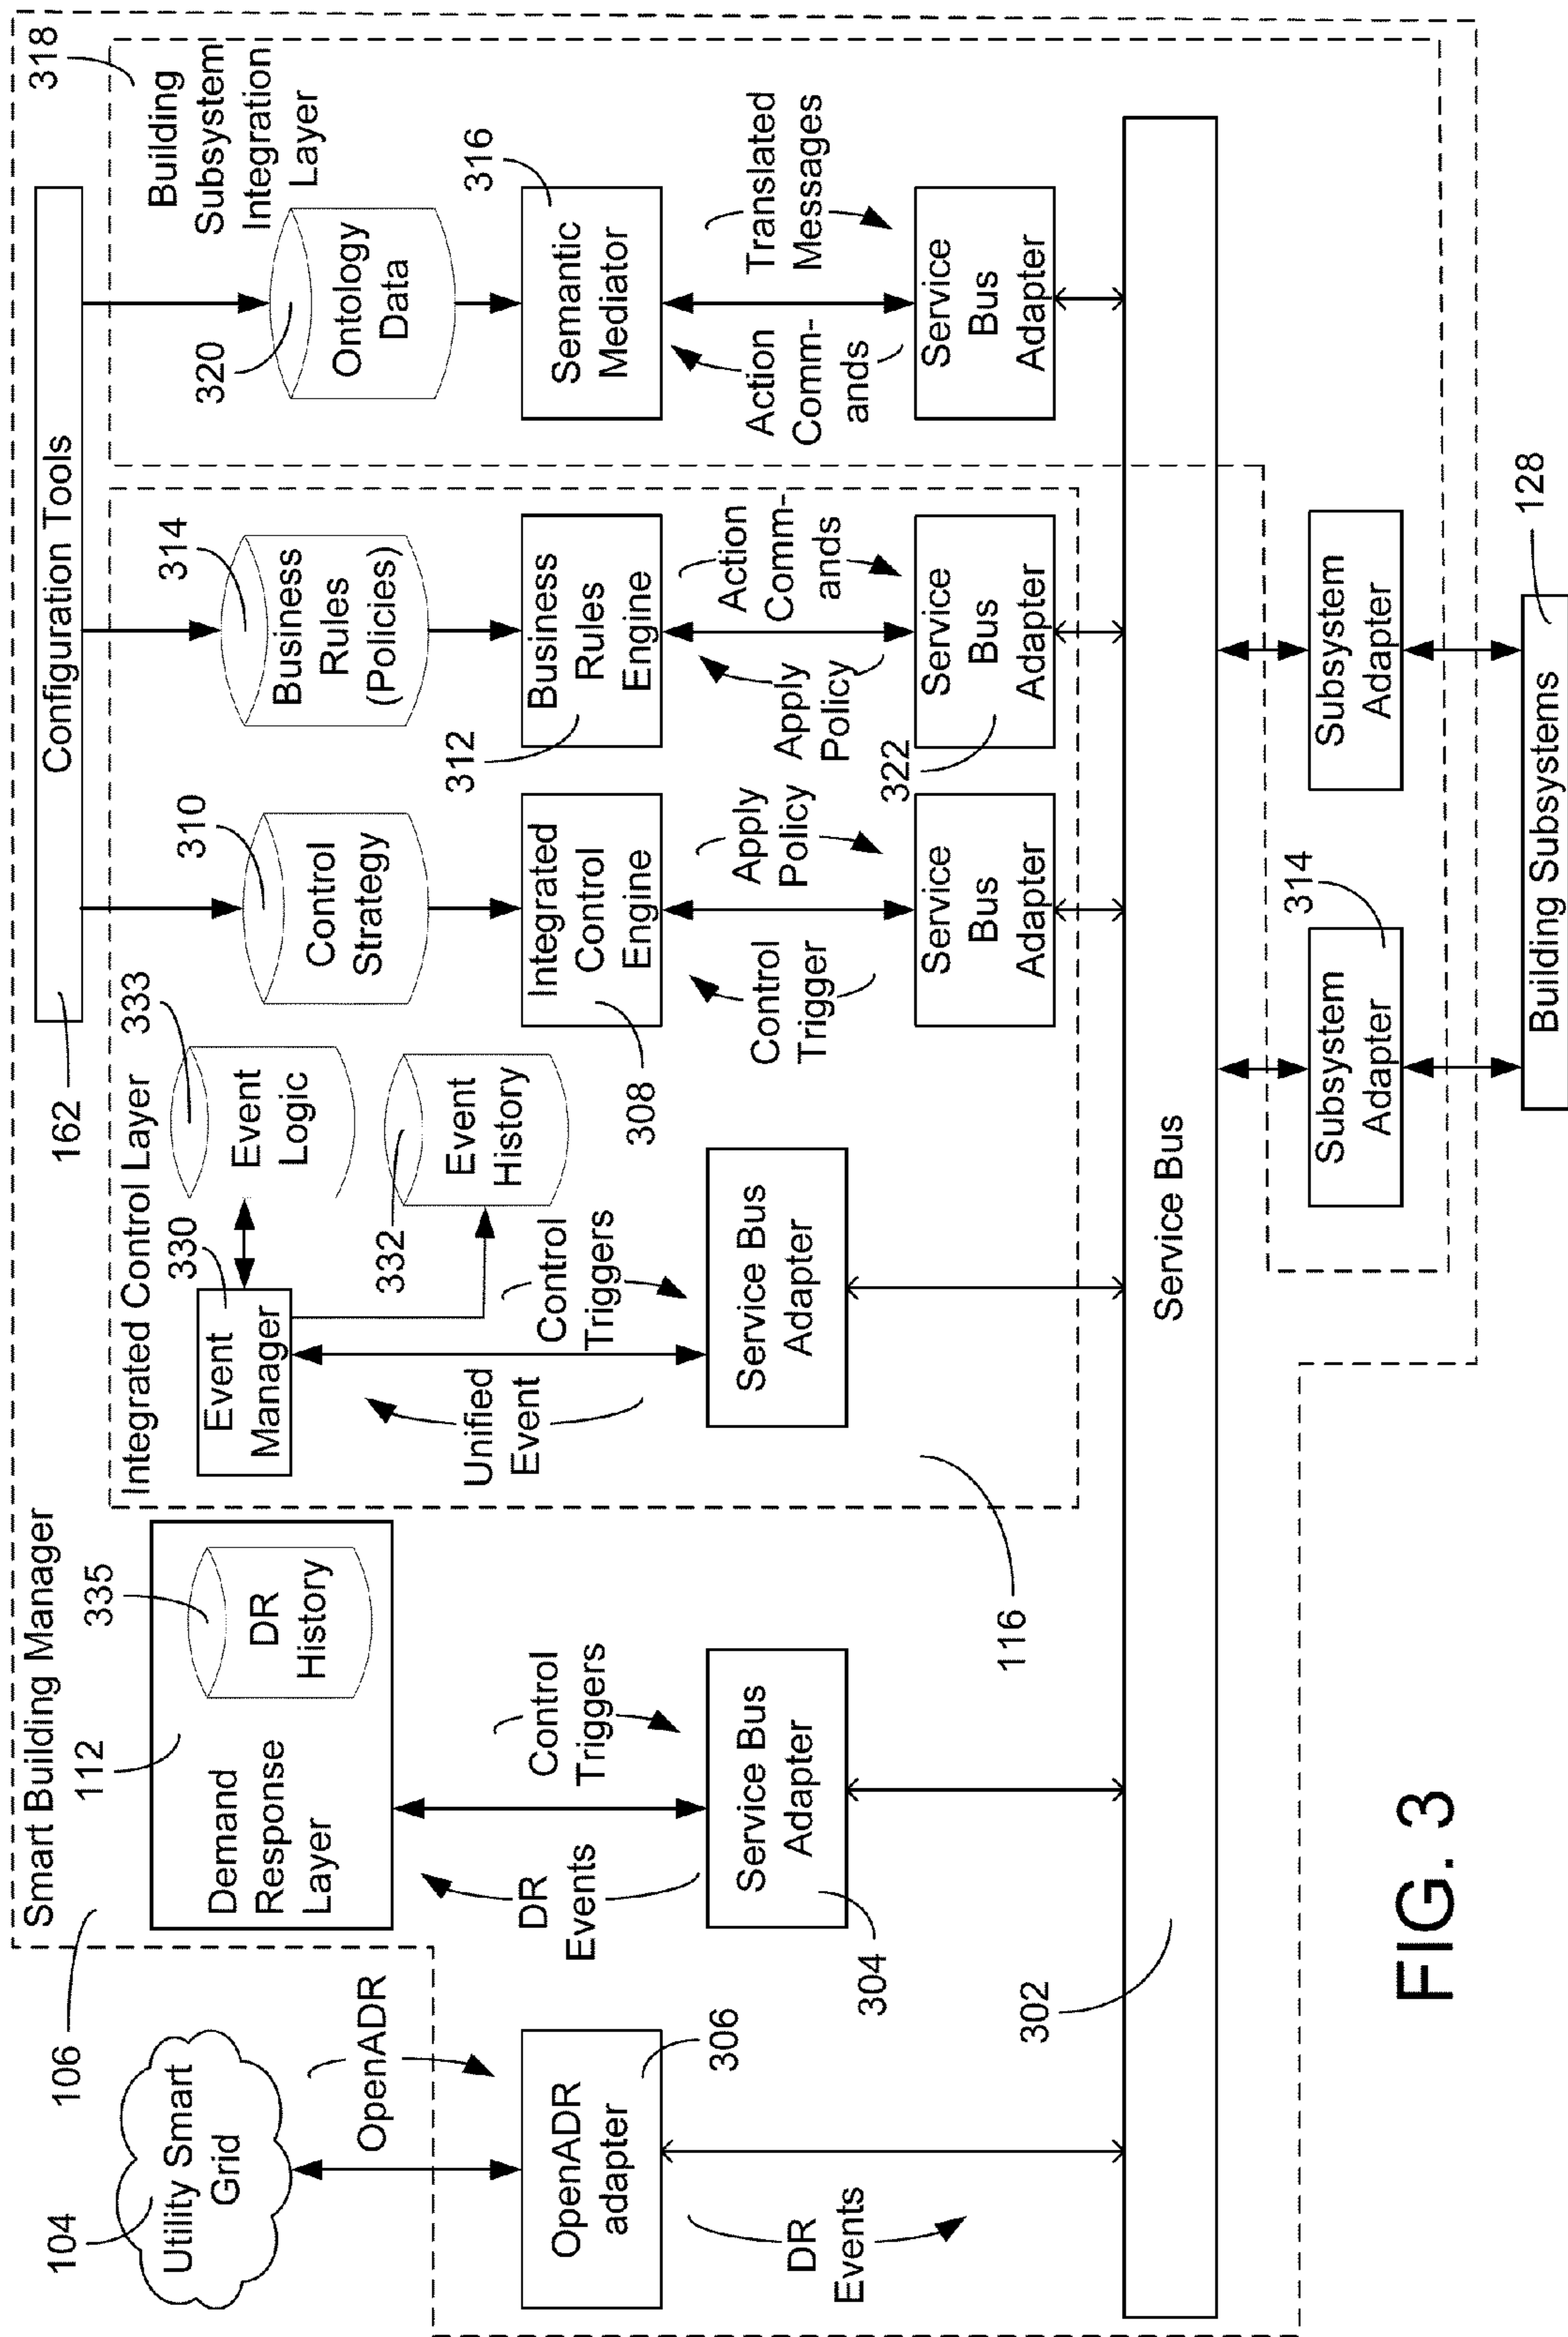 Configuration Tools
162
318
Smart Building Manager
106
Utility Smart
Grid
104
OpenADR
OpenADR
adapter
306
DR
Events
112
Demand
Response
Layer
335
DR
History
DR
Events
Control
Triggers
Service Bus
Adapter
304
Integrated Control Layer
116
330
Event
Manager
333
Event
Logic
332
Event
History
Unified
Event
Control
Triggers
Service Bus
Adapter
310
Control
Strategy
308
Integrated
Control
Engine
Control
Trigger
Apply
Policy
Service
Bus
Adapter
314
Business
Rules
(Policies)
312
Business
Rules
Engine
Apply
Policy
Action
Comm-
ands
322
Service
Bus
Adapter
Building
Subsystem
Integration
Layer
320
Ontology
Data
316
Semantic
Mediator
Action
Comm-
ands
Translated
Messages
Service
Bus
Adapter
302
Service Bus
314
Subsystem
Adapter
Subsystem
Adapter
Building Subsystems
128
FIG. 3